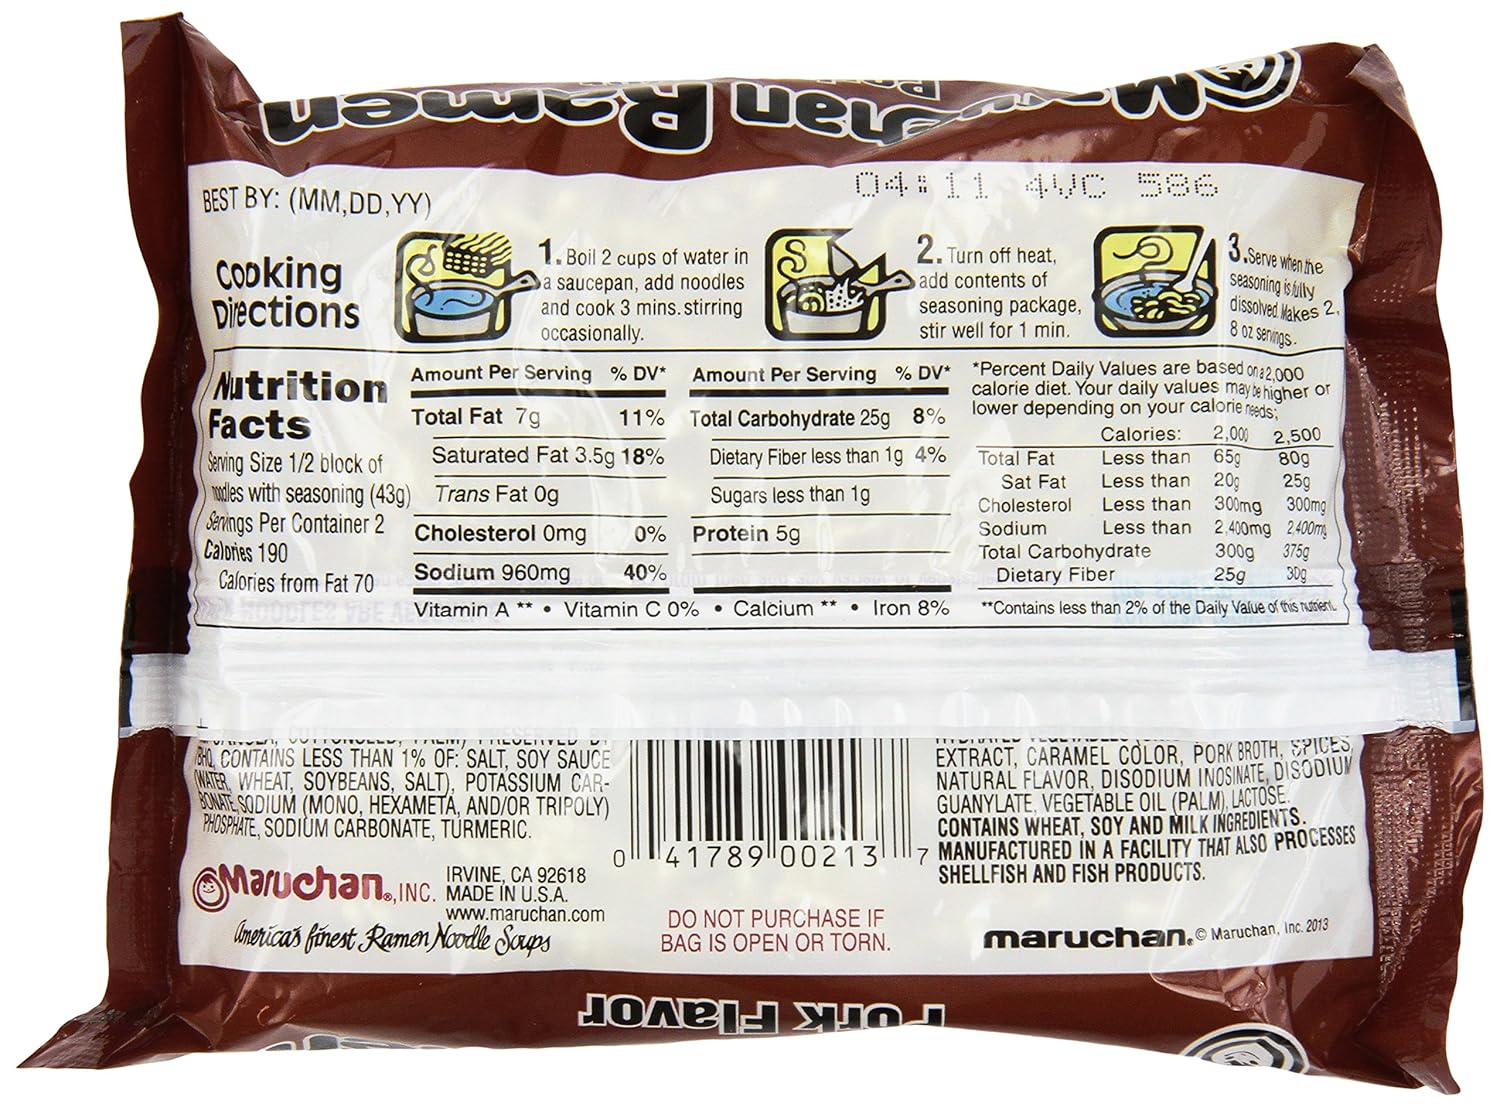 Maruchan Ramen
BEST BY: (MM,DD,YY)
04 11 4VC 586
Cooking
Directions
1. Boil 2 cups of water in
a saucepan, add noodles
and cook 3 mins. stirring
occasionally.
2. Turn off heat,
add contents of
seasoning package,
stir well for 1 min.
3. Serve when the
seasoning is fully
dissolved. Makes 2,
8 oz servings.
Nutrition
Facts
Serving Size 1/2 block of
noodles with seasoning (43g)
Servings Per Container 2
Calories 190
Calories from Fat 70
Amount Per Serving % DV*
Total Fat 7g 11%
Saturated Fat 3.5g 18%
Trans Fat 0g
Cholesterol 0mg 0%
Sodium 960mg 40%
Amount Per Serving % DV*
Total Carbohydrate 25g 8%
Dietary Fiber less than 1g 4%
Sugars less than 1g
Protein 5g
Vitamin A ** • Vitamin C 0% • Calcium ** • Iron 8%
*Percent Daily Values are based on a 2,000
calorie diet. Your daily values may be higher or
lower depending on your calorie needs;
Calories: 2,000 2,500
Total Fat Less than 65g 80g
Sat Fat Less than 20g 25g
Cholesterol Less than 300mg 300mg
Sodium Less than 2,400mg 2,400mg
Total Carbohydrate 300g 375g
Dietary Fiber 25g 30g
**Contains less than 2% of the Daily Value of this nutrient.
PRESERVED BY
CONTAINS LESS THAN 1% OF: SALT, SOY SAUCE
(WATER, WHEAT, SOYBEANS, SALT), POTASSIUM CAR-
BONATE, SODIUM (MONO, HEXAMETA, AND/OR TRIPOLY)
PHOSPHATE, SODIUM CARBONATE, TURMERIC.
Maruchan, INC.
IRVINE, CA 92618
MADE IN U.S.A.
www.maruchan.com
America's finest Ramen Noodle Soups
0 41789 00213 7
DO NOT PURCHASE IF
BAG IS OPEN OR TORN.
EXTRACT, CARAMEL COLOR, PORK BROTH, SPICES,
NATURAL FLAVOR, DISODIUM INOSINATE, DISODIUM
GUANYLATE, VEGETABLE OIL (PALM), LACTOSE.
CONTAINS WHEAT, SOY AND MILK INGREDIENTS.
MANUFACTURED IN A FACILITY THAT ALSO PROCESSES
SHELLFISH AND FISH PRODUCTS.
maruchan. © Maruchan, Inc. 2013
Pork Flavor